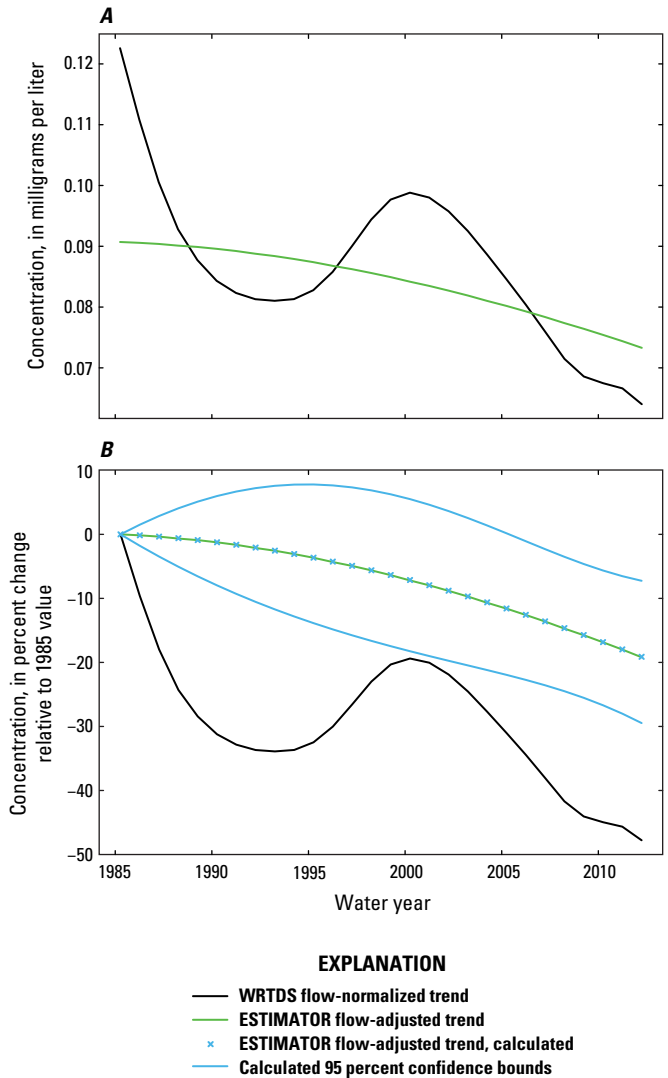 A
Concentration, in milligrams per liter
0.12
0.11
0.10
0.09
0.08
0.07
B
Concentration, in percent change
relative to 1985 value
10
0
–10
–20
–30
–40
–50
1985
1990
1995
2000
2005
2010
Water year
EXPLANATION
WRTDS flow-normalized trend
ESTIMATOR flow-adjusted trend
ESTIMATOR flow-adjusted trend, calculated
Calculated 95 percent confidence bounds